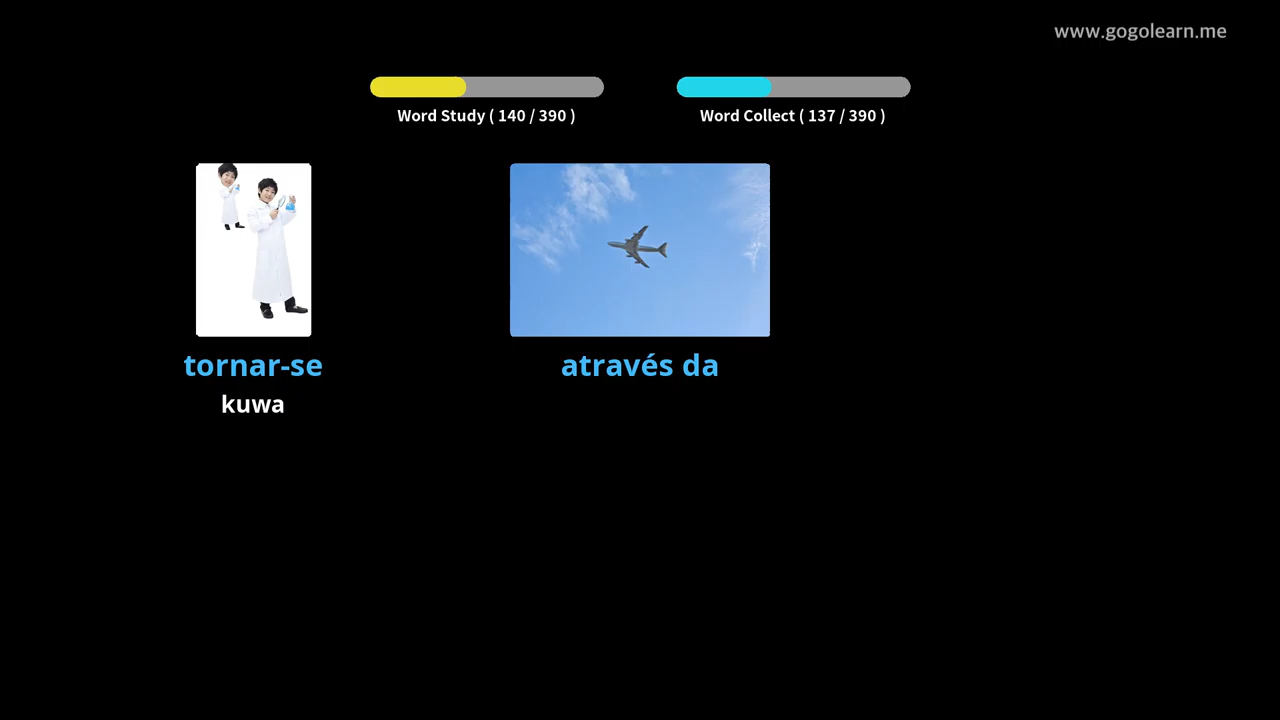 www.gogolearn.me
Word Study ( 140 / 390 )
Word Collect ( 137 / 390 )
tornar-se
através da
kuwa